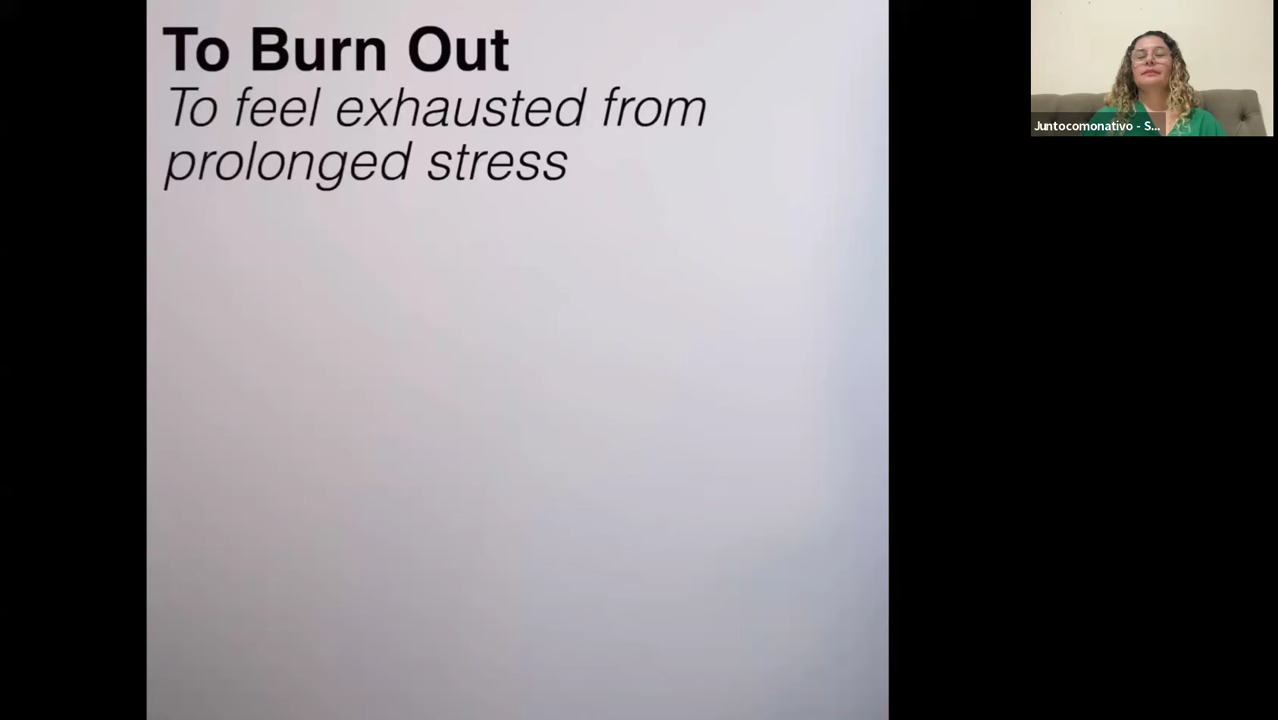 To Burn Out
To feel exhausted from
prolonged stress
Juntocomonativo - S...